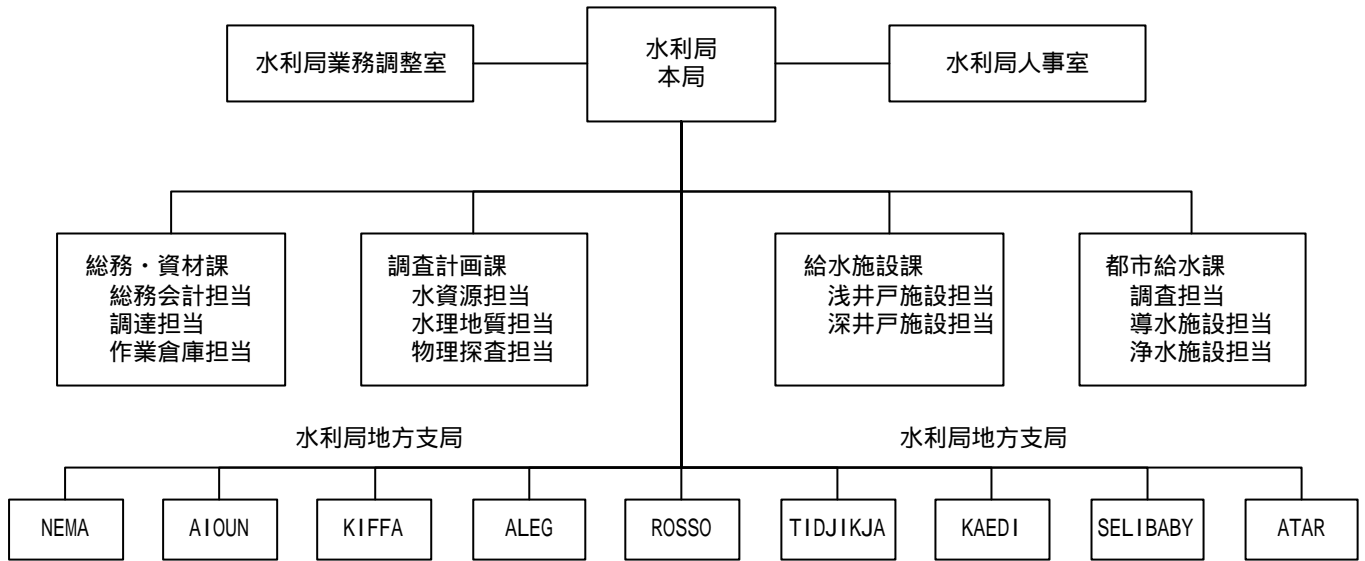 水利局業務調整室
水利局
本局
水利局人事室
総務・資材課
総務会計担当
調達担当
作業倉庫担当
調査計画課
水資源担当
水理地質担当
物理探査担当
給水施設課
浅井戸施設担当
深井戸施設担当
都市給水課
調査担当
導水施設担当
浄水施設担当
水利局地方支局
水利局地方支局
NEMA
AIOUN
KIFFA
ALEG
ROSSO
TIDJIKJA
KAEDI
SELIBABY
ATAR